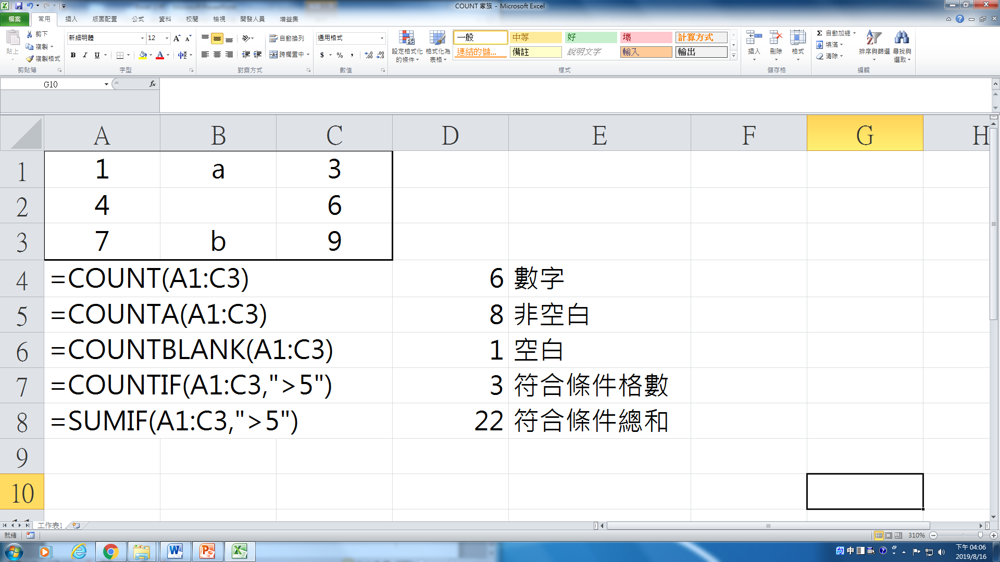 COUNT 家族 - Microsoft Excel
檔案 常用 插入 版面配置 公式 資料 校閱 檢視 開發人員 增益集
貼上 剪下 複製 複製格式 剪貼簿
新細明體 12 B I U A 字型
自動換列 跨欄置中 對齊方式
通用格式 $ % , 數值
設定格式化的條件 格式化為表格
一般 中等 好 壞 計算方式
連結的儲... 備註 說明文字 輸入 輸出
樣式
插入 刪除 格式 儲存格
Σ 自動加總 填滿 清除 排序與篩選 尋找與選取 編輯
G10 fx
A B C D E F G H
1 1 a 3
2 4 6
3 7 b 9
4 =COUNT(A1:C3) 6 數字
5 =COUNTA(A1:C3) 8 非空白
6 =COUNTBLANK(A1:C3) 1 空白
7 =COUNTIF(A1:C3,">5") 3 符合條件格數
8 =SUMIF(A1:C3,">5") 22 符合條件總和
9
10
工作表1
就緒 310%
中 下午 04:06
2019/8/16